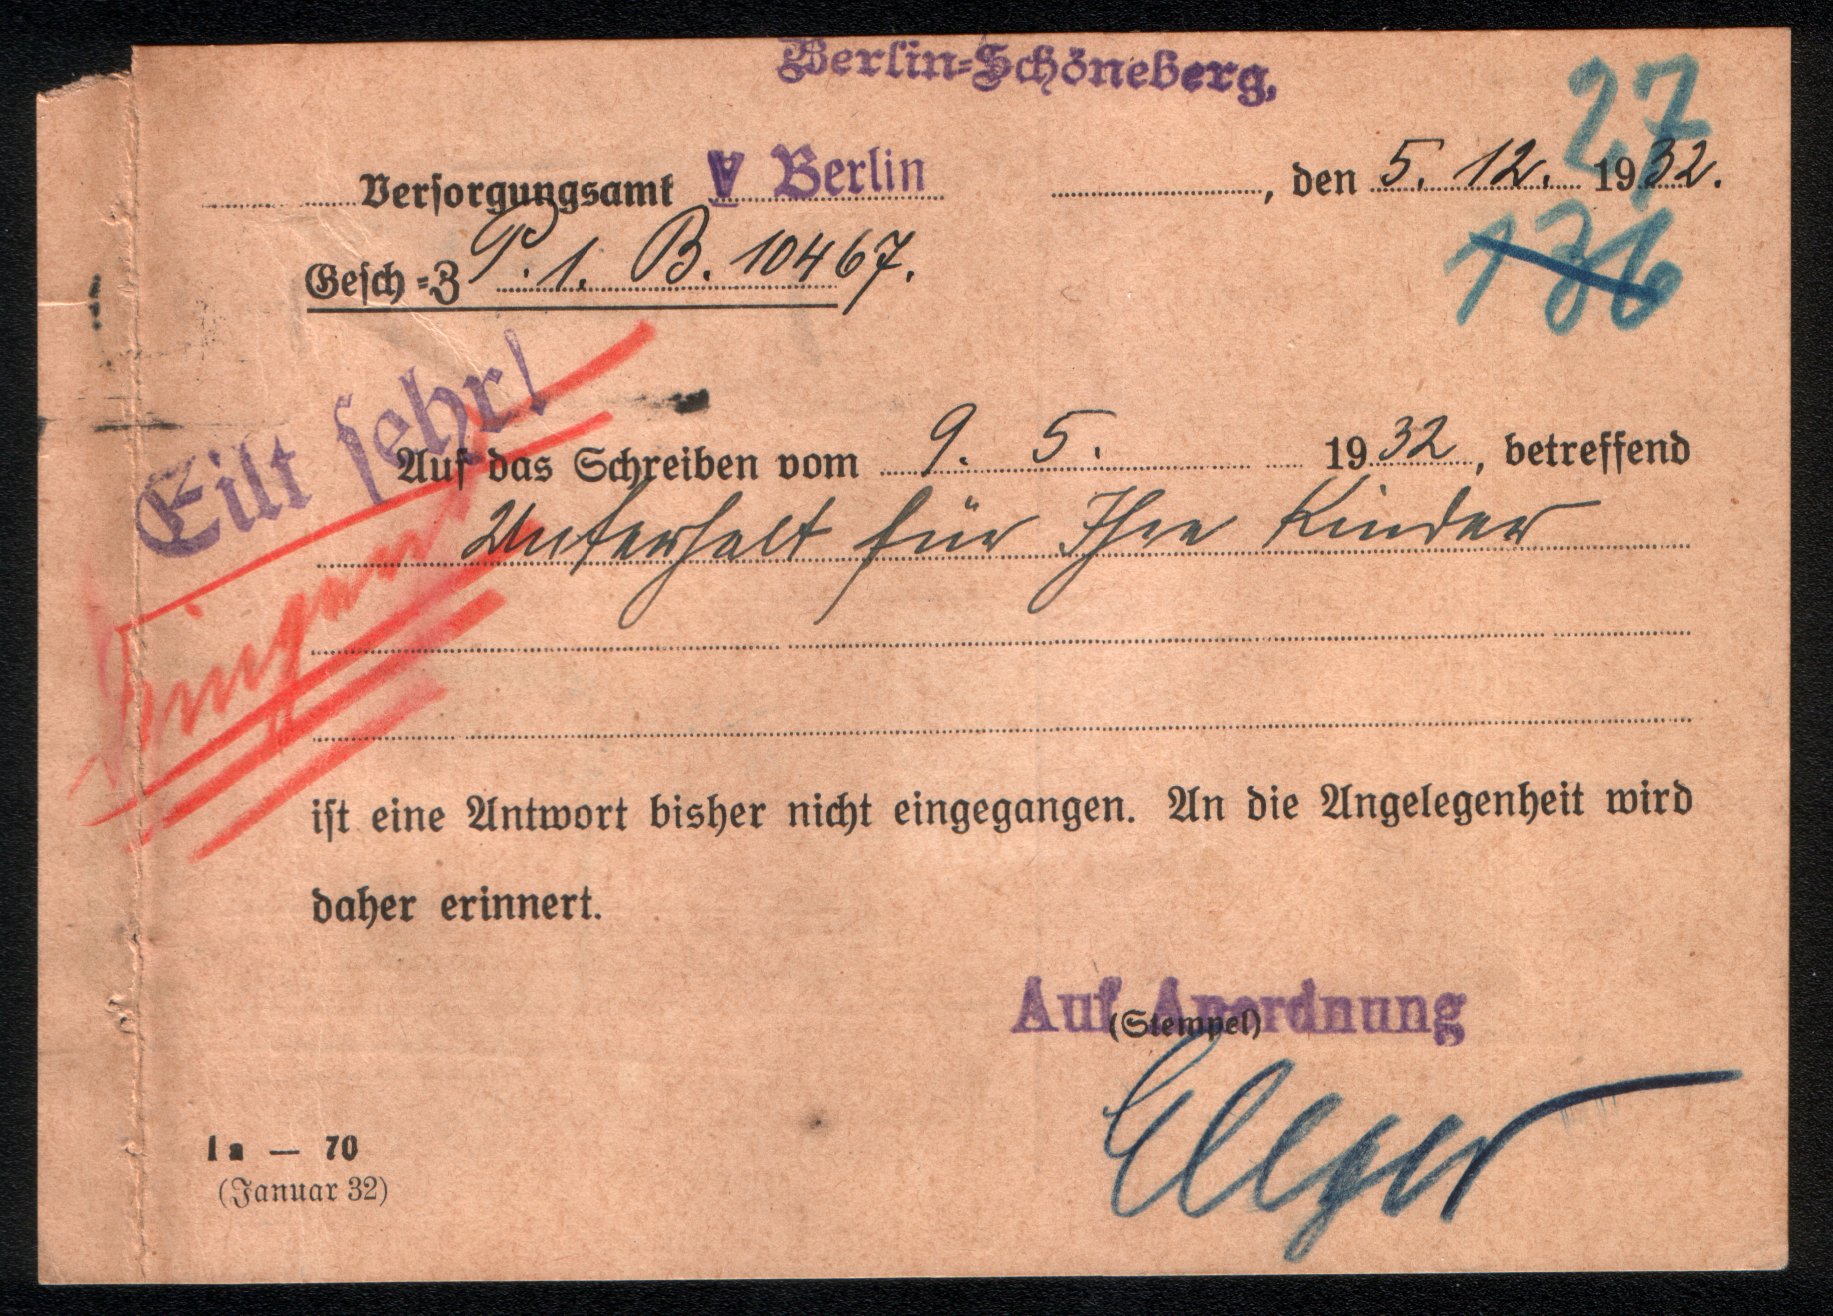 Berlin-Schöneberg,
27
Versorgungsamt V Berlin , den 5. 12. 1932.
Gesch.-Z P. 1. B. 10467.
136
Eilt sehr!
Auf das Schreiben vom 9. 5. 1932, betreffend
Unterhalt für Ihre Kinder
Dringend
ist eine Antwort bisher nicht eingegangen. An die Angelegenheit wird
daher erinnert.
Auf Anordnung
(Stempel)
Ia — 70
(Januar 32)